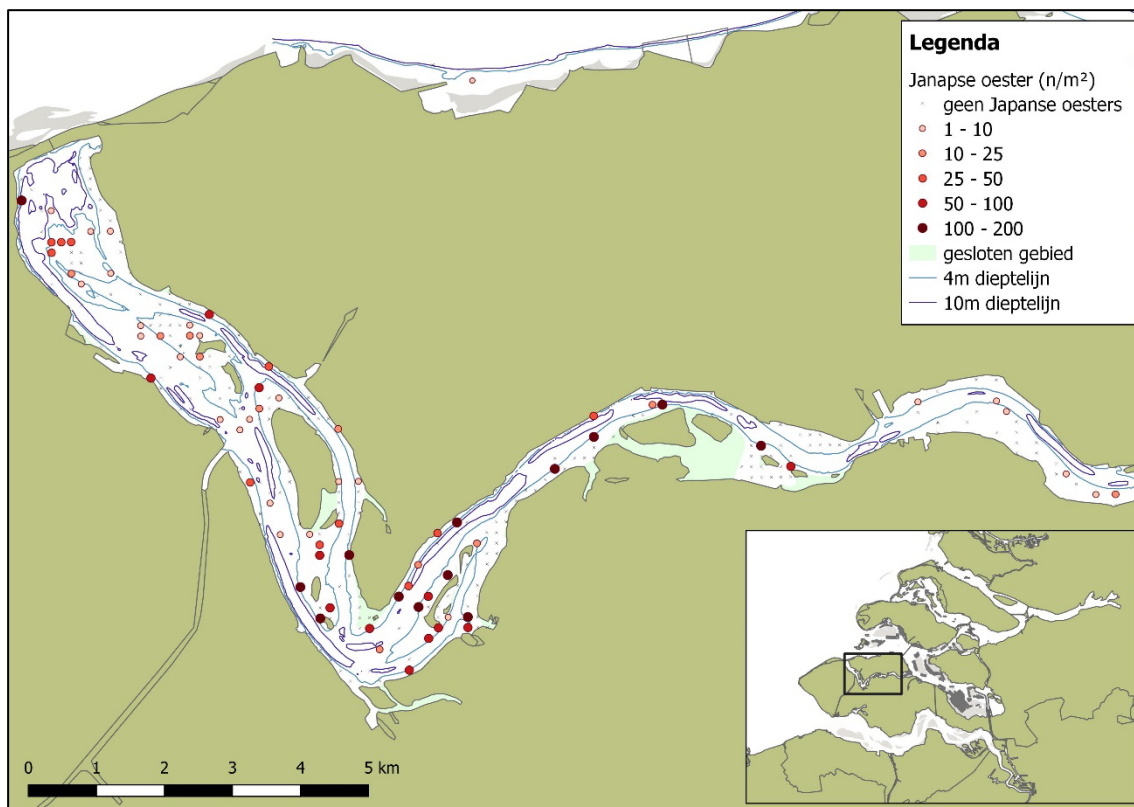 Legenda
Janapse oester (n/m²)
geen Japanse oesters
1 - 10
10 - 25
25 - 50
50 - 100
100 - 200
gesloten gebied
4m dieptelijn
10m dieptelijn
0 1 2 3 4 5 km